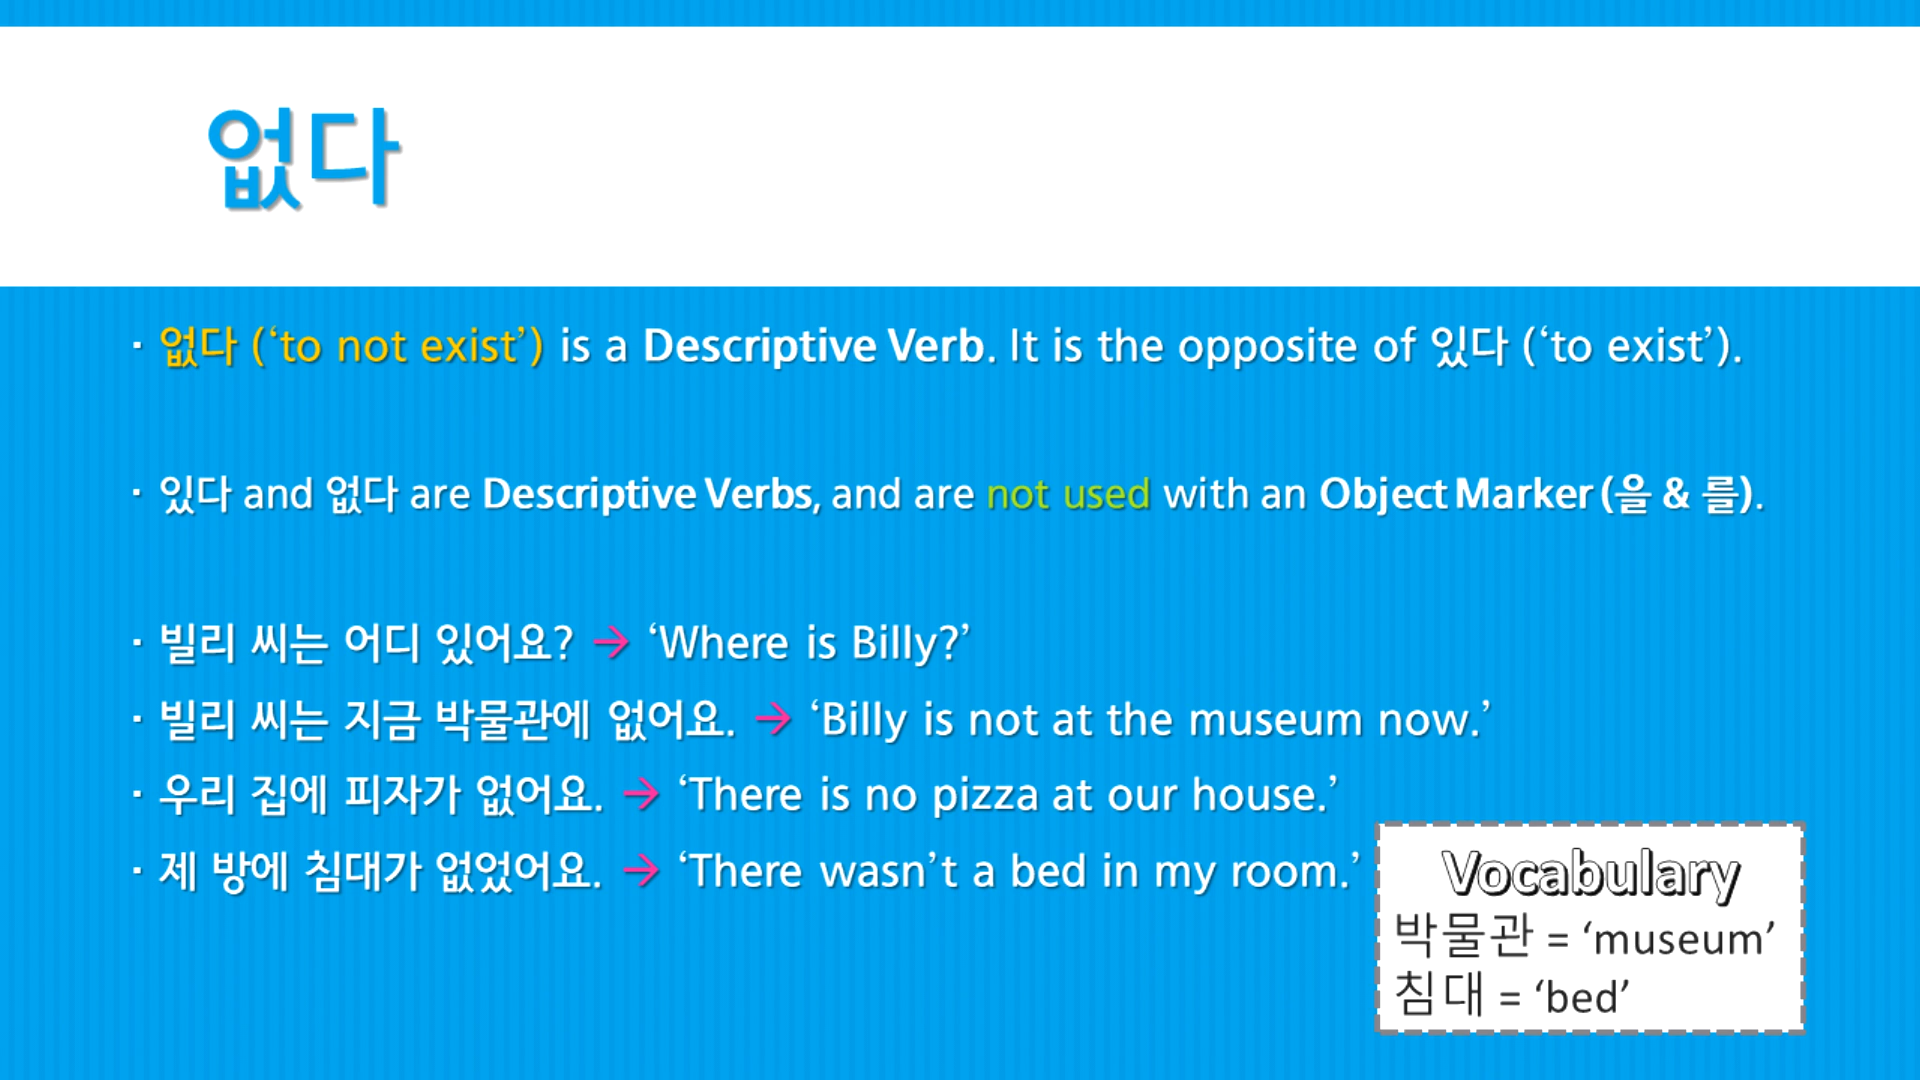 없다
· 없다 (‘to not exist’) is a Descriptive Verb. It is the opposite of 있다 (‘to exist’).
· 있다 and 없다 are Descriptive Verbs, and are not used with an Object Marker (을 & 를).
· 빌리 씨는 어디 있어요? → ‘Where is Billy?’
· 빌리 씨는 지금 박물관에 없어요. → ‘Billy is not at the museum now.’
· 우리 집에 피자가 없어요. → ‘There is no pizza at our house.’
· 제 방에 침대가 없었어요. → ‘There wasn’t a bed in my room.’
Vocabulary
박물관 = ‘museum’
침대 = ‘bed’